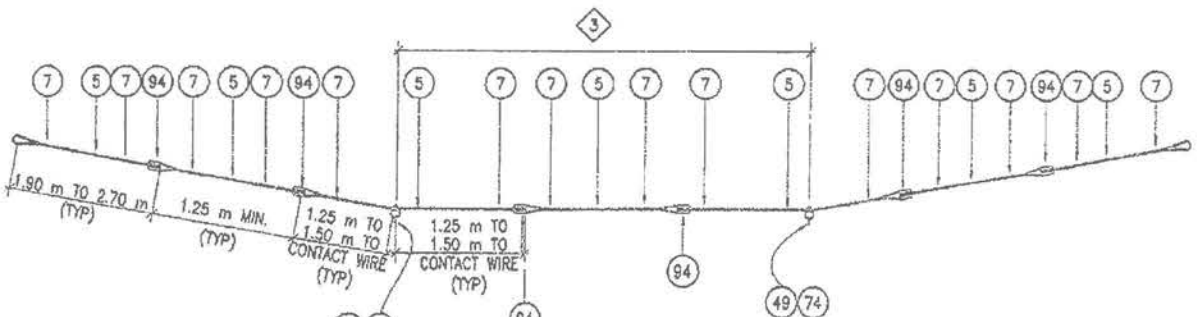 3
7 5 7 94 7 5 7 94 7 5 7 7 5 7 7 5 7 94 7 5 7 94 7 5 7
1.90 m TO 2.70 m
(TYP)
1.25 m MIN.
(TYP)
1.25 m TO
1.50 m TO
CONTACT WIRE
(TYP)
1.25 m TO
1.50 m TO
CONTACT WIRE
(TYP)
94
49 74